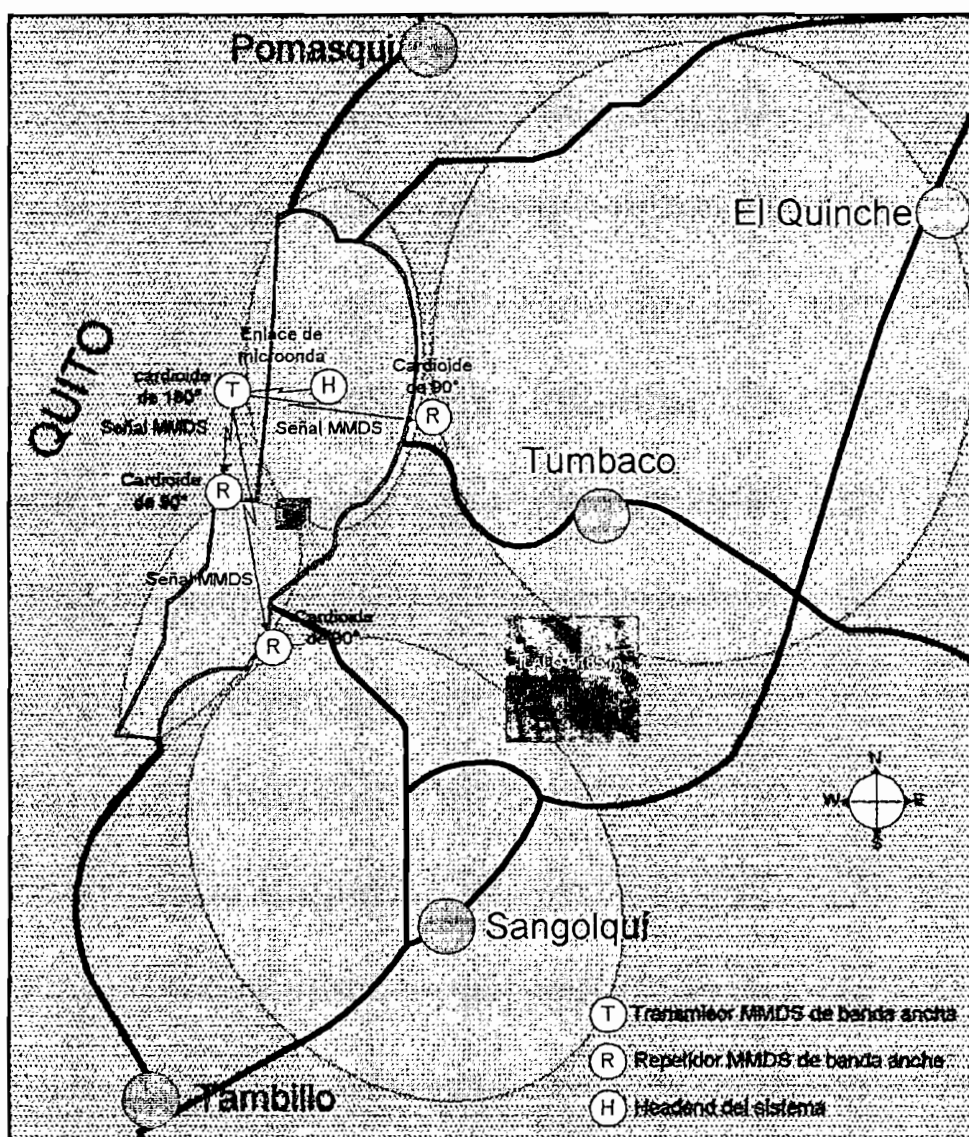 Pomasqui
El Quinche
QUITO
Enlace de
microonda
cardioide
de 180°
T
H
Cardioide
de 90°
R
Señal MMDS
Señal MMDS
Cardioide
de 90°
R
Tumbaco
Señal MMDS
Cardioide
de 90°
R
N
W
E
S
Sangolquí
T Transmisor MMDS de banda ancha
R Repetidor MMDS de banda ancha
H Headend del sistema
Tambillo